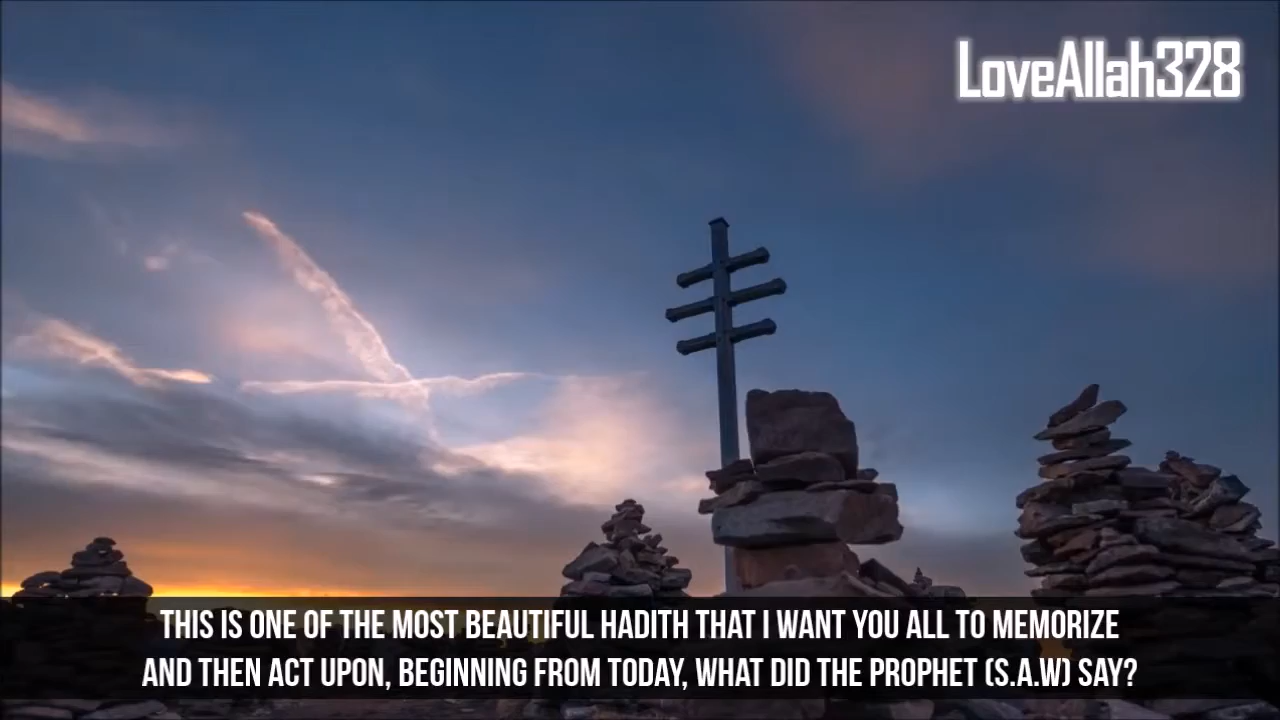 LoveAllah328
THIS IS ONE OF THE MOST BEAUTIFUL HADITH THAT I WANT YOU ALL TO MEMORIZE
AND THEN ACT UPON, BEGINNING FROM TODAY, WHAT DID THE PROPHET (S.A.W) SAY?